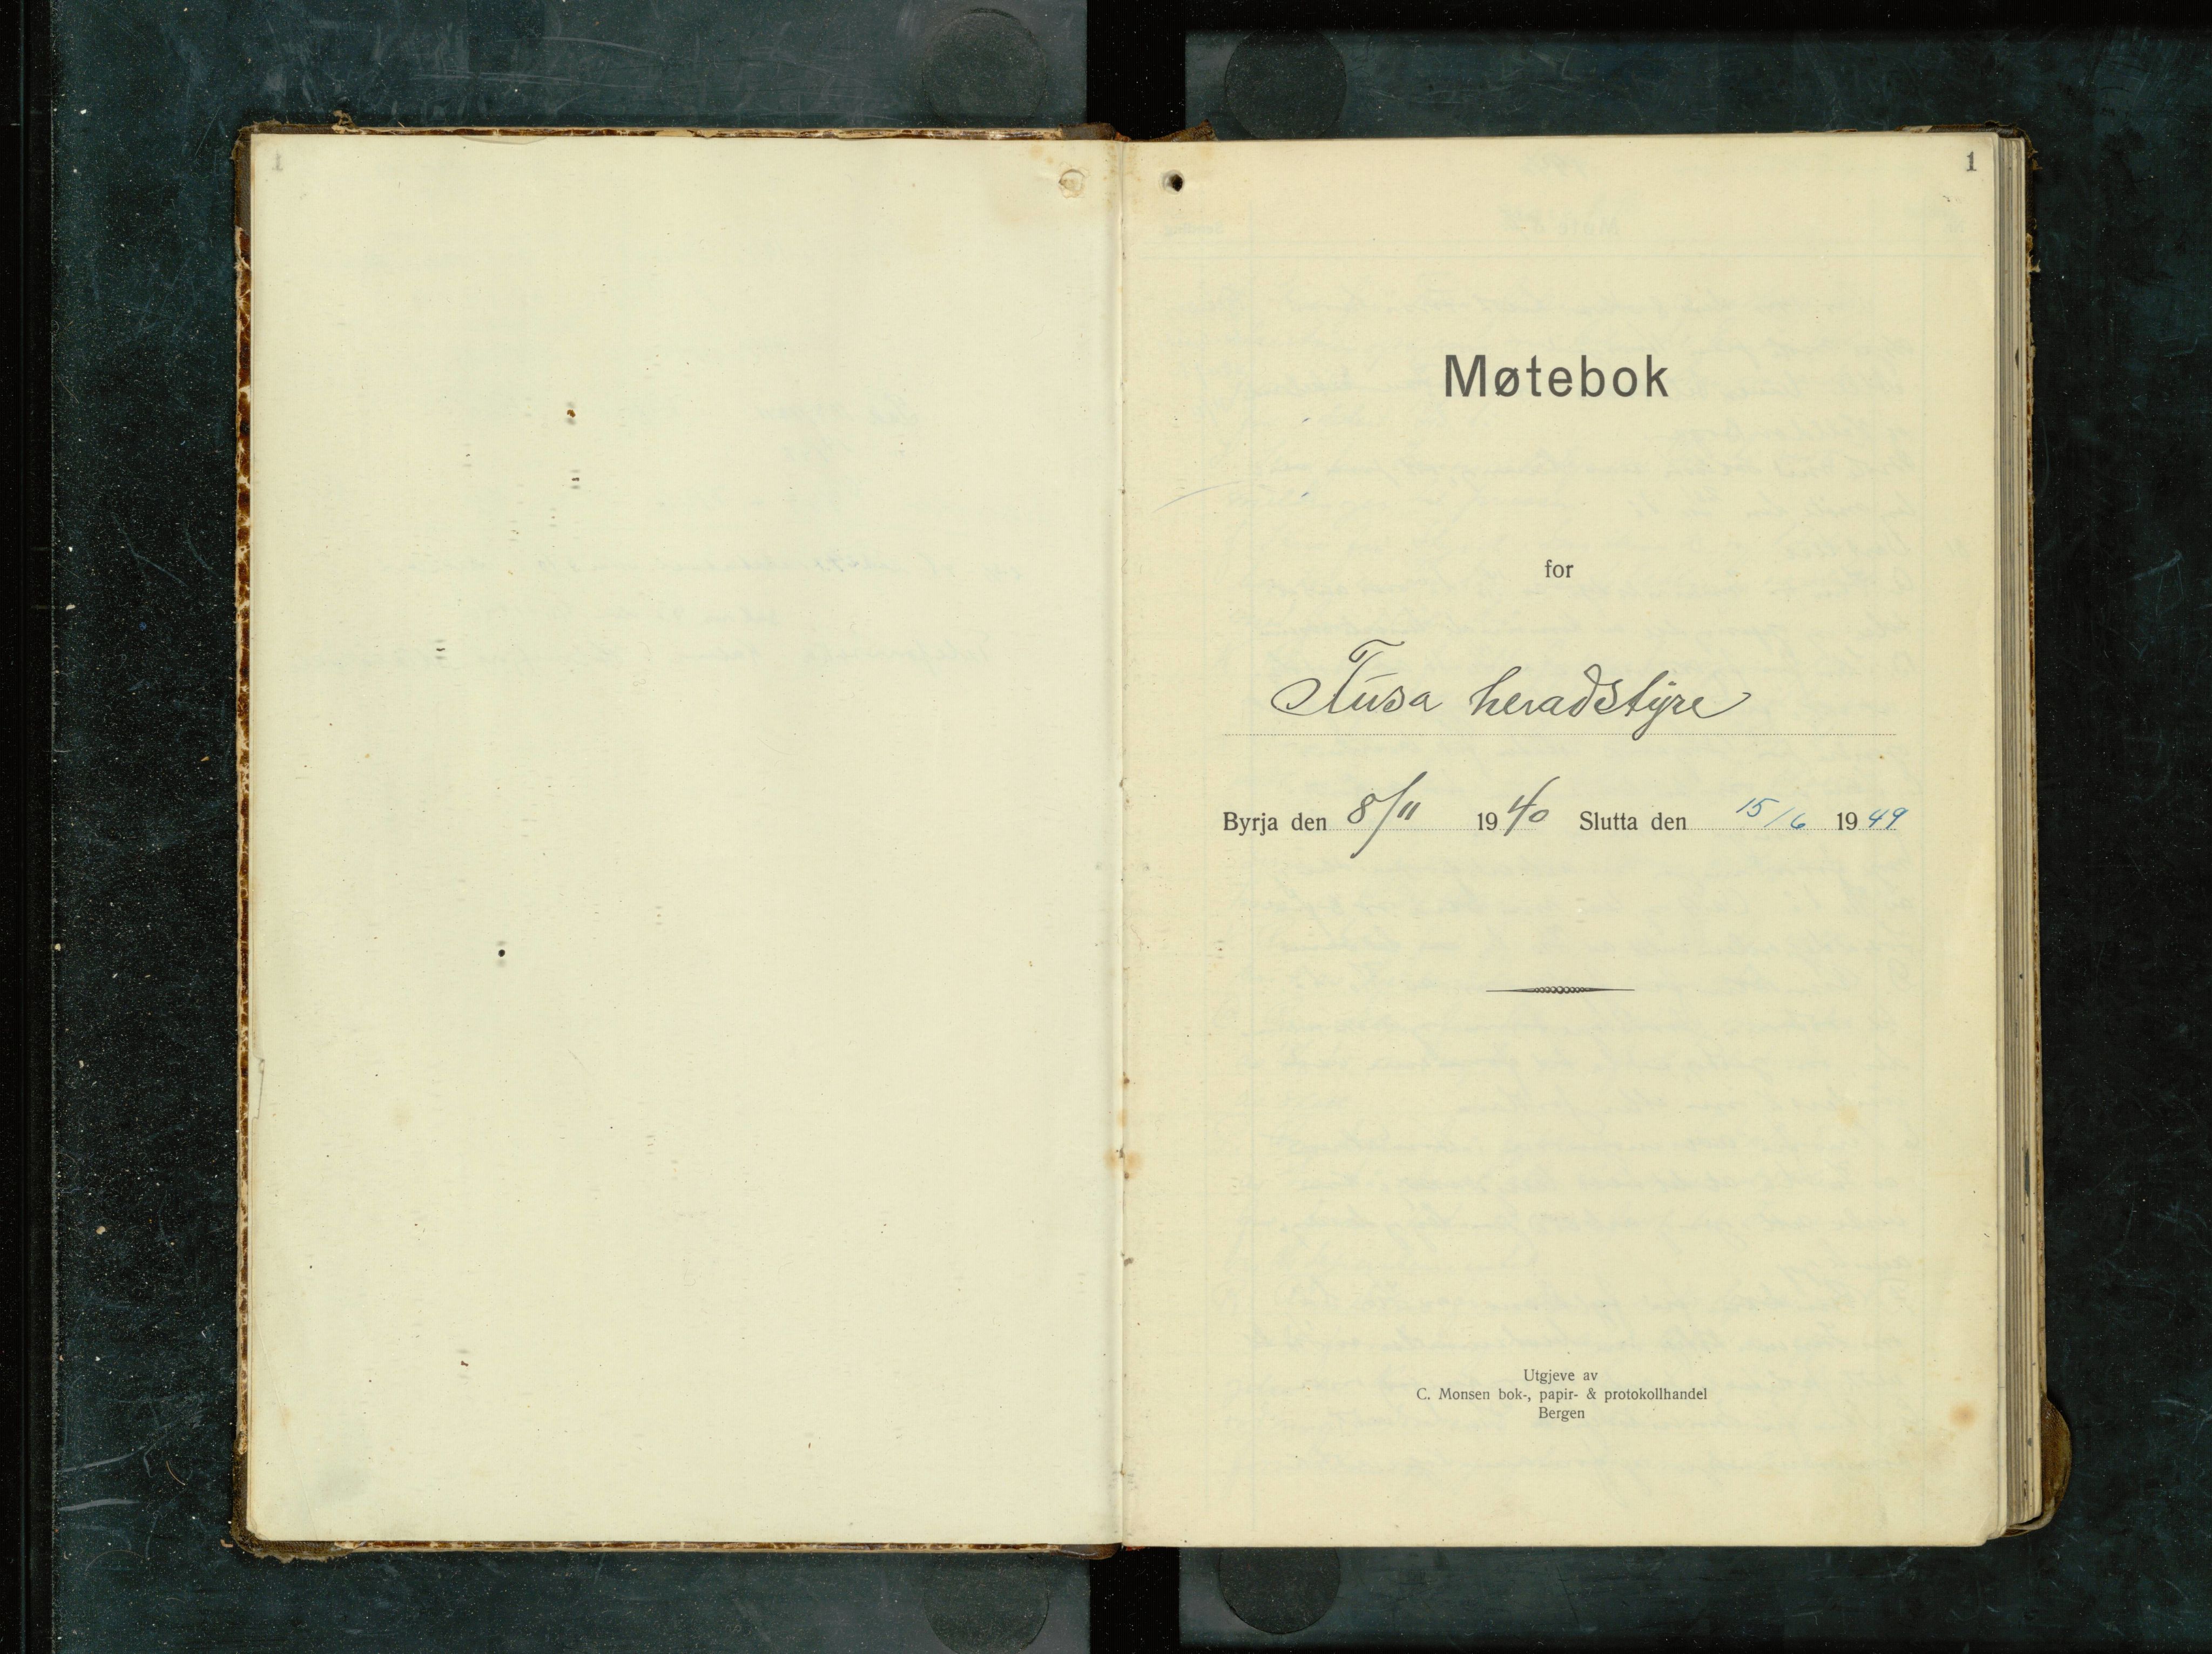 1
Møtebok
for
Fusa heradstyre
Byrja den 8/11 1940 Slutta den 15/6 1949
Utgjeve av
C. Monsen bok-, papir- & protokollhandel
Bergen